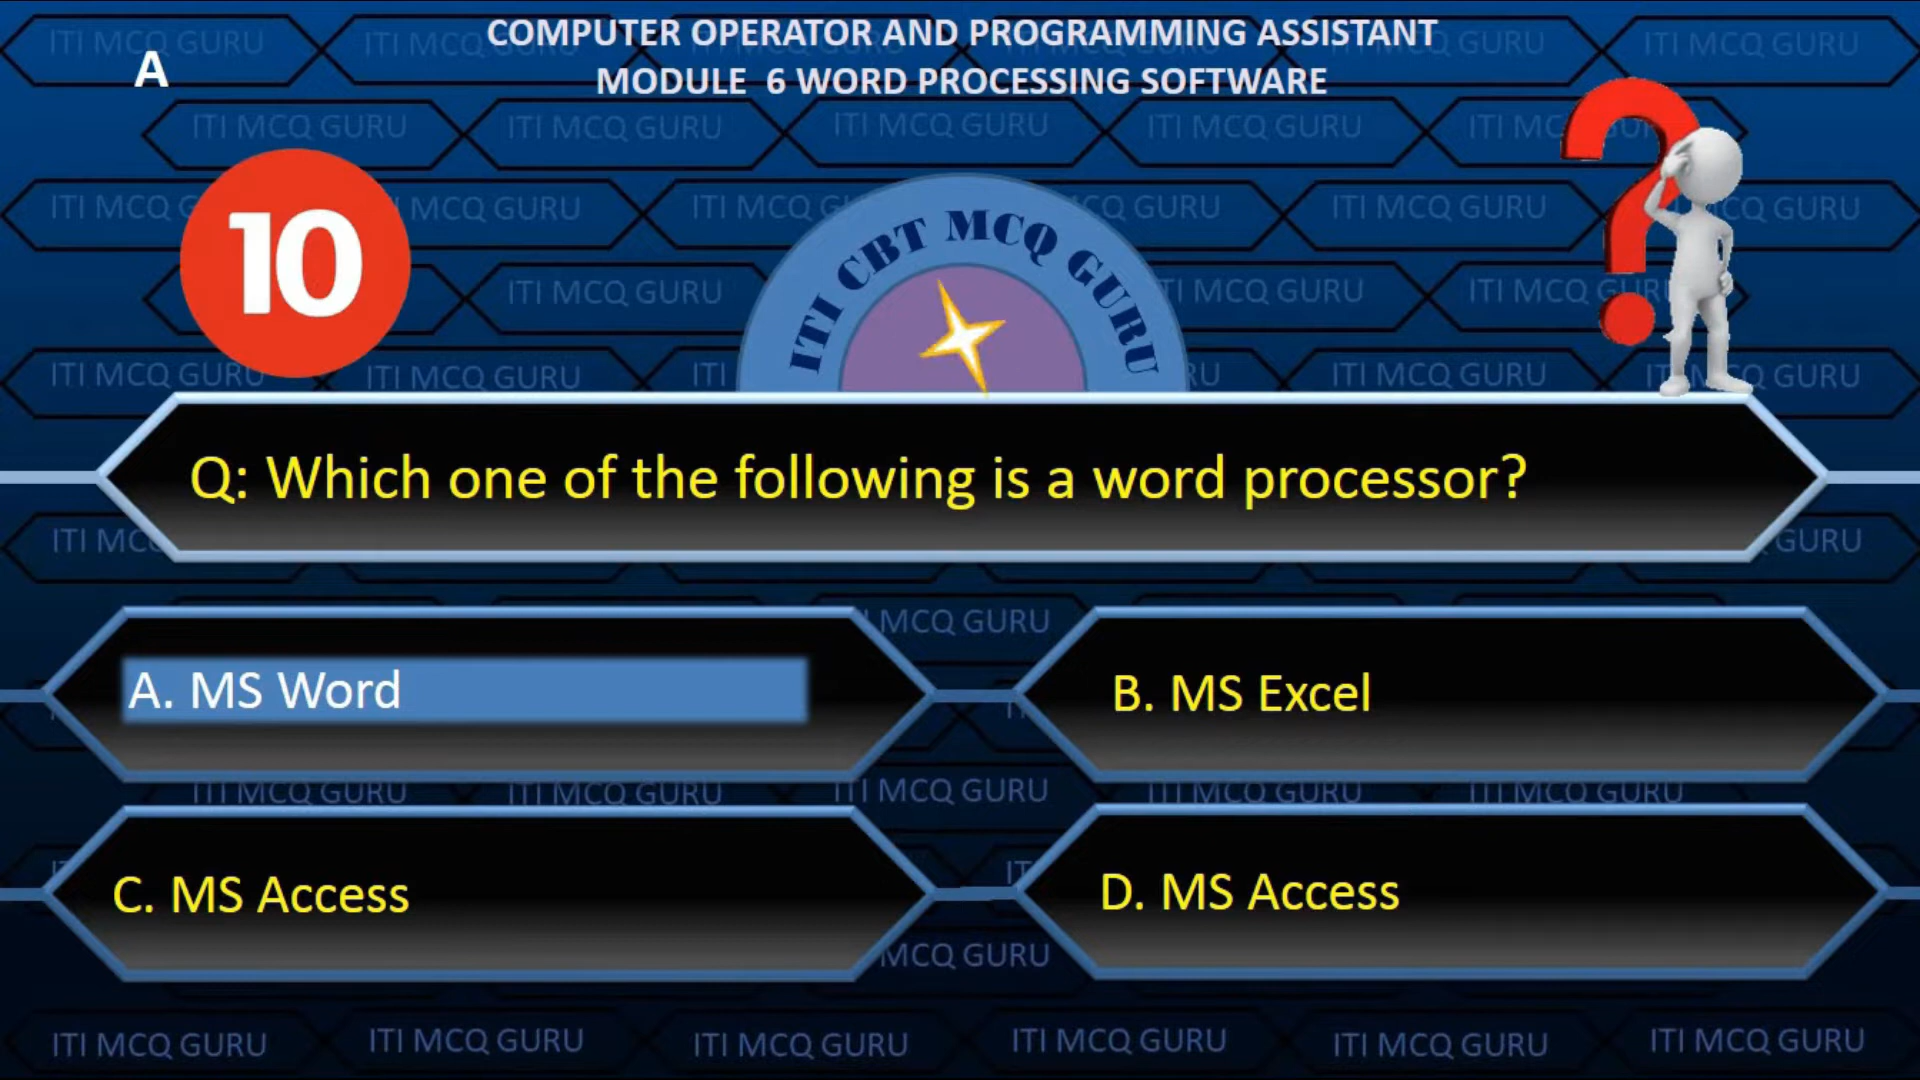 COMPUTER OPERATOR AND PROGRAMMING ASSISTANT
MODULE 6 WORD PROCESSING SOFTWARE
A
10
ITI CBT MCQ GURU
Q: Which one of the following is a word processor?
A. MS Word
B. MS Excel
C. MS Access
D. MS Access
ITI MCQ GURU ITI MCQ GURU ITI MCQ GURU ITI MCQ GURU ITI MCQ GURU ITI MCQ GURU